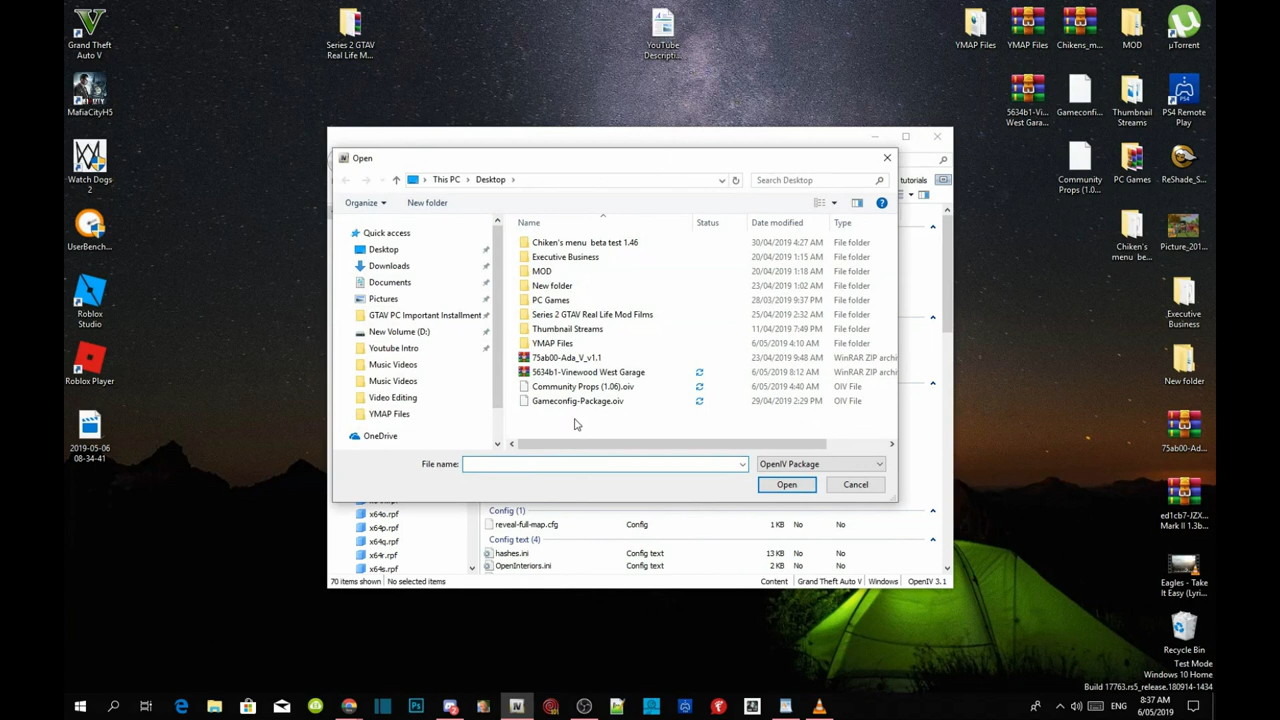 Grand Theft
Auto V
MafiaCityH5
Watch Dogs
2
UserBench...
Roblox
Studio
Roblox Player
2019-05-06
08-34-41
Series 2 GTAV
Real Life M...
YouTube
Descripti...
YMAP Files
YMAP Files
Chikens_m...
MOD
µTorrent
5634b1-Vi...
West Gara...
Gameconfi...
Thumbnail
Streams
PS4 Remote
Play
Community
Props (1.0...
PC Games
ReShade_S...
Chiken's
menu be...
Picture_201...
Executive
Business
New folder
75ab00-Ad...
ed1cb7-JZX...
Mark II 1.3b...
Eagles - Take
It Easy (Lyri...
Recycle Bin
Open
This PC
Desktop
Search Desktop
tutorials
Organize
New folder
Name
Status
Date modified
Type
Quick access
Desktop
Downloads
Documents
Pictures
GTAV PC Important Installment
New Volume (D:)
Youtube Intro
Music Videos
Music Videos
Video Editing
YMAP Files
OneDrive
Chiken's menu beta test 1.46 30/04/2019 4:27 AM File folder
Executive Business 20/04/2019 1:15 AM File folder
MOD 20/04/2019 1:18 AM File folder
New folder 23/04/2019 1:02 AM File folder
PC Games 28/03/2019 9:37 PM File folder
Series 2 GTAV Real Life Mod Films 25/04/2019 2:32 AM File folder
Thumbnail Streams 11/04/2019 7:49 PM File folder
YMAP Files 6/05/2019 4:10 AM File folder
75ab00-Ada_V_v1.1 23/04/2019 9:48 AM WinRAR ZIP archi
5634b1-Vinewood West Garage 6/05/2019 8:12 AM WinRAR ZIP archi
Community Props (1.06).oiv 6/05/2019 4:40 AM OIV File
Gameconfig-Package.oiv 29/04/2019 2:29 PM OIV File
File name:
OpenIV Package
Open
Cancel
x64o.rpf
x64p.rpf
x64q.rpf
x64r.rpf
x64s.rpf
Config (1)
reveal-full-map.cfg Config 1 KB No No
Config text (4)
hashes.ini Config text 13 KB No No
OpenInteriors.ini Config text 2 KB No No
70 items shown
No selected items
Content
Grand Theft Auto V
Windows
OpenIV 3.1
Test Mode
Windows 10 Home
Build 17763.rs5_release.180914-1434
ENG
8:37 AM
6/05/2019